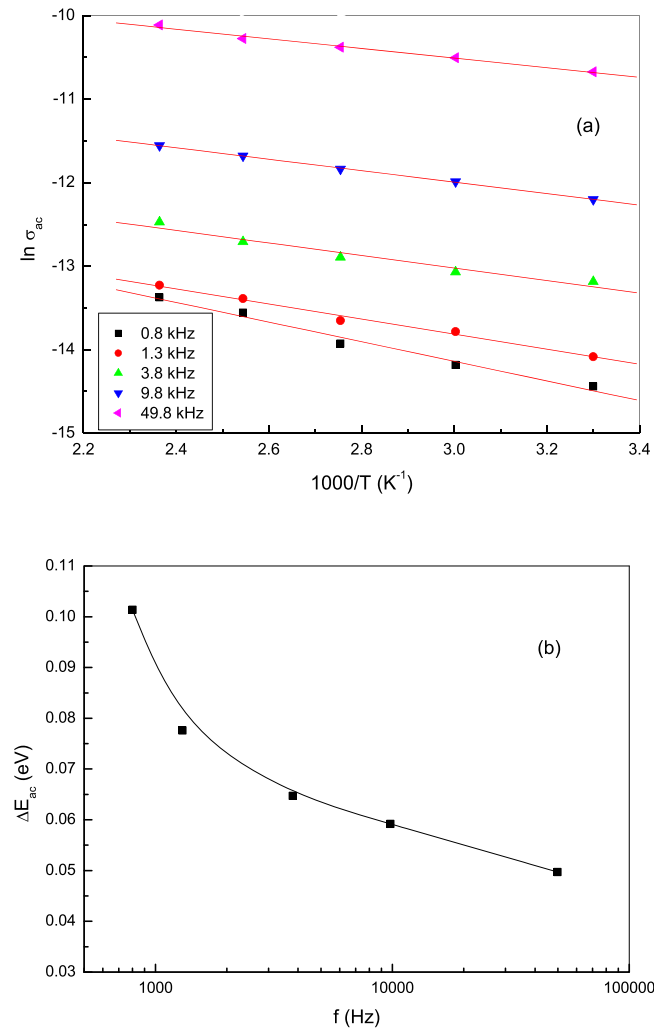 -10
-11
-12
-13
-14
-15
ln σac
(a)
0.8 kHz
1.3 kHz
3.8 kHz
9.8 kHz
49.8 kHz
2.2 2.4 2.6 2.8 3.0 3.2 3.4
1000/T (K-1)
0.11
0.10
0.09
0.08
0.07
0.06
0.05
0.04
0.03
ΔEac (eV)
(b)
1000 10000 100000
f (Hz)